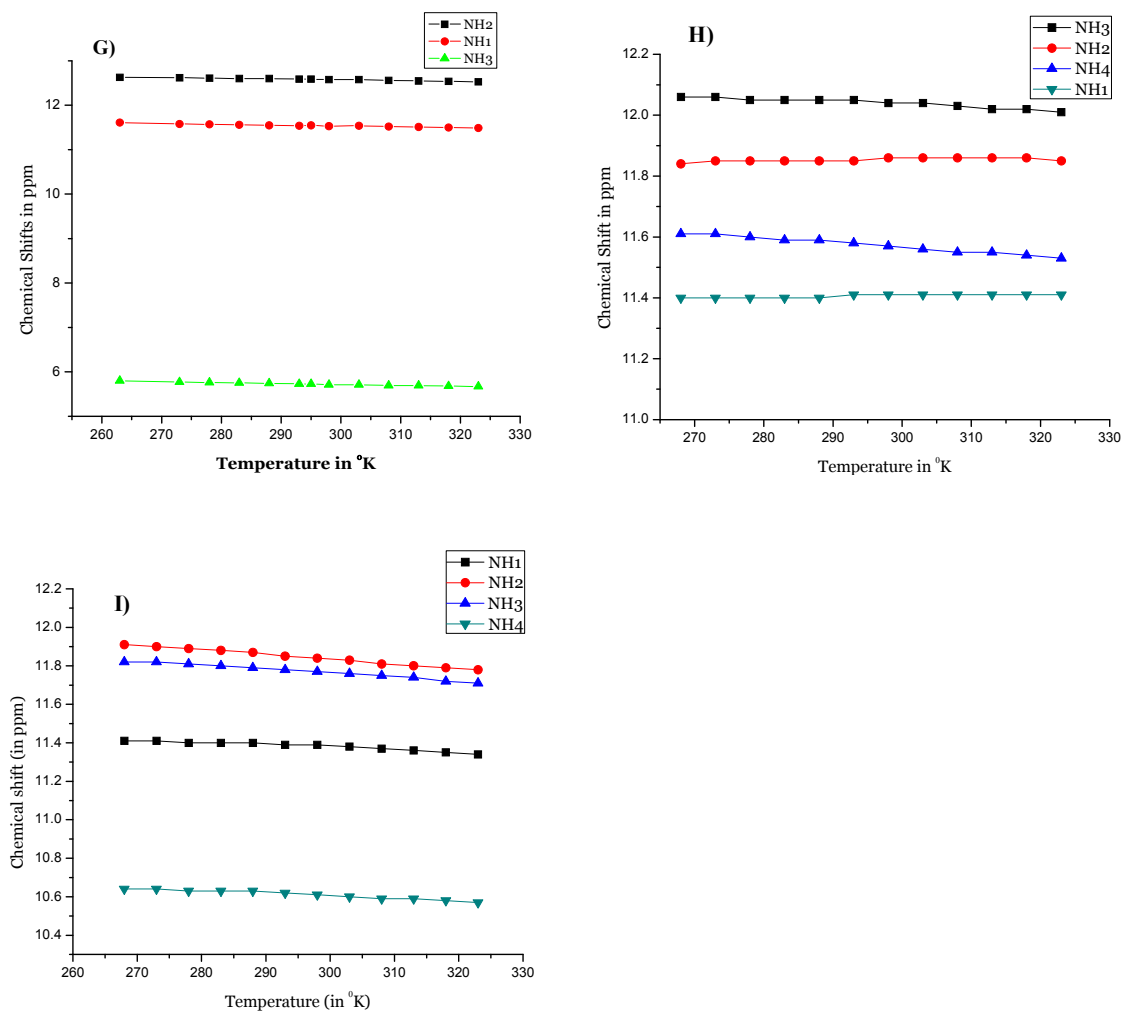 G)
NH2
NH1
NH3
12
10
8
6
Chemical Shifts in ppm
260 270 280 290 300 310 320 330
Temperature in °K
H)
NH3
NH2
NH4
NH1
12.2
12.0
11.8
11.6
11.4
11.2
11.0
Chemical Shift in ppm
270 280 290 300 310 320 330
Temperature in ⁰K
I)
NH1
NH2
NH3
NH4
12.2
12.0
11.8
11.6
11.4
11.2
11.0
10.8
10.6
10.4
Chemical shift (in ppm)
260 270 280 290 300 310 320 330
Temperature (in ⁰K)